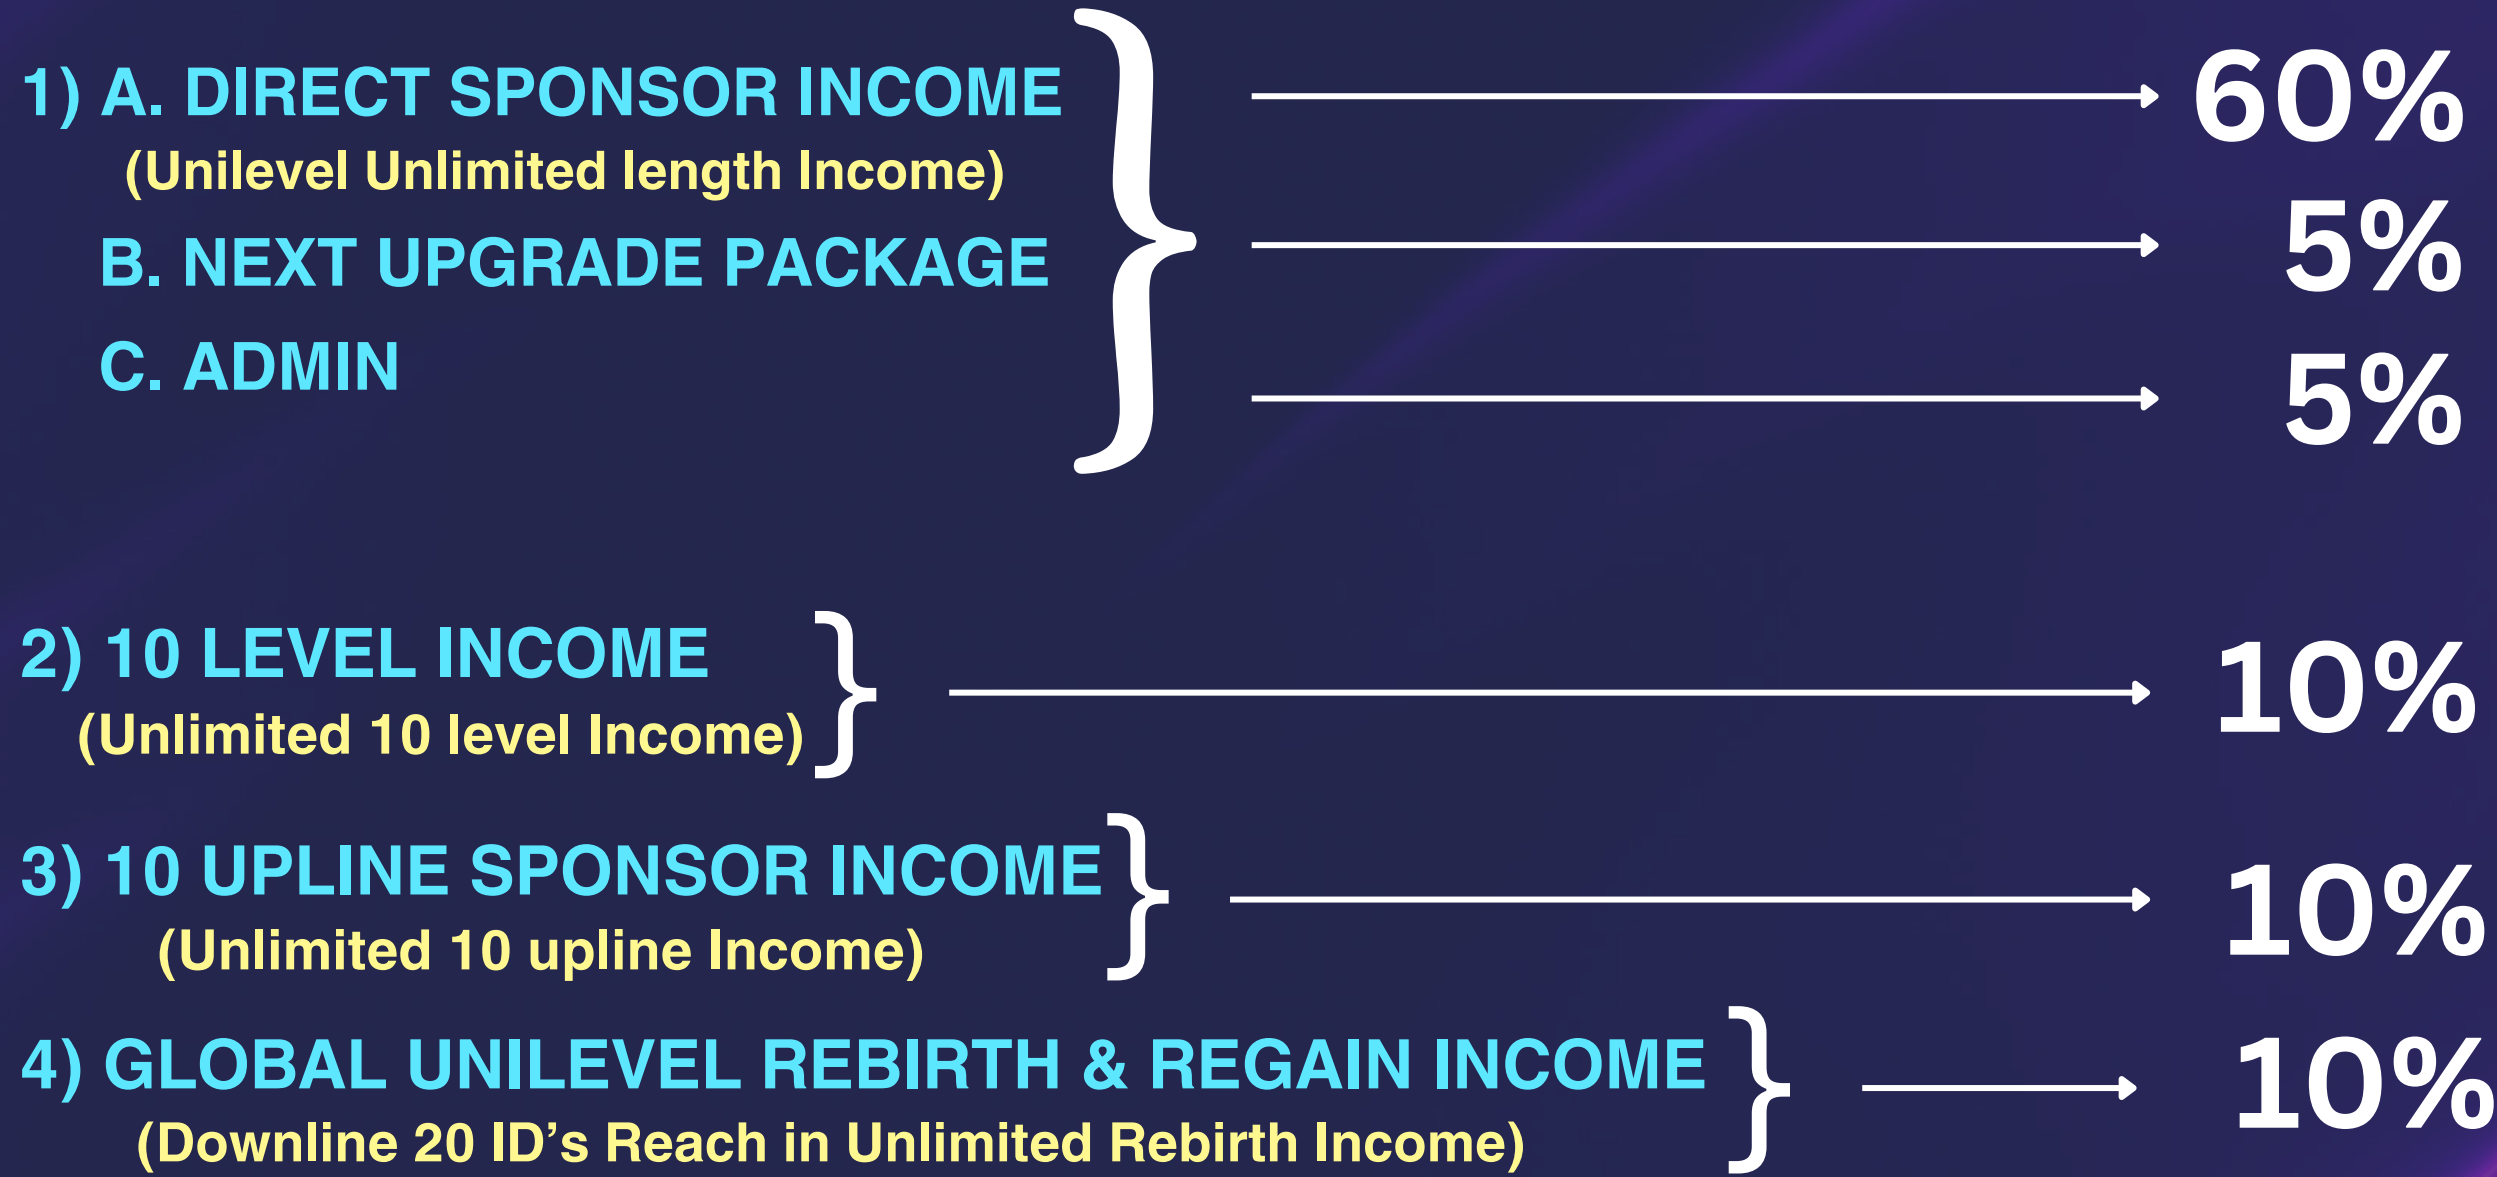 1) A. DIRECT SPONSOR INCOME
60%
(Unilevel Unlimited length Income)
B. NEXT UPGRADE PACKAGE
5%
C. ADMIN
5%
2) 10 LEVEL INCOME
10%
(Unlimited 10 level Income)
3) 10 UPLINE SPONSOR INCOME
10%
(Unlimited 10 upline Income)
4) GLOBAL UNILEVEL REBIRTH & REGAIN INCOME
10%
(Downline 20 ID's Reach in Unlimited Rebirth Income)